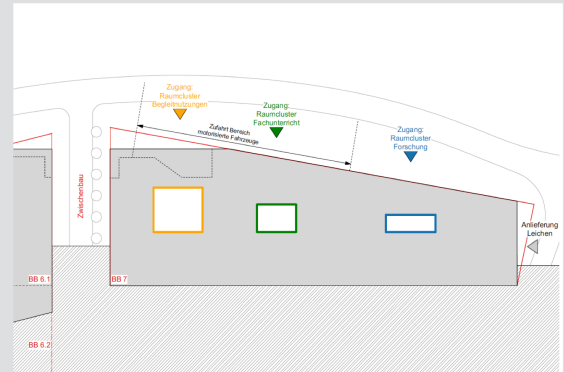 Zugang:
Raumcluster
Begleitnutzungen
Zugang:
Raumcluster
Fachunterricht
Zufahrt Bereich
motorisierte Fahrzeuge
Zugang:
Raumcluster
Forschung
Zwischenbau
Anlieferung
Leichen
BB 6.1
BB 7
BB 6.2